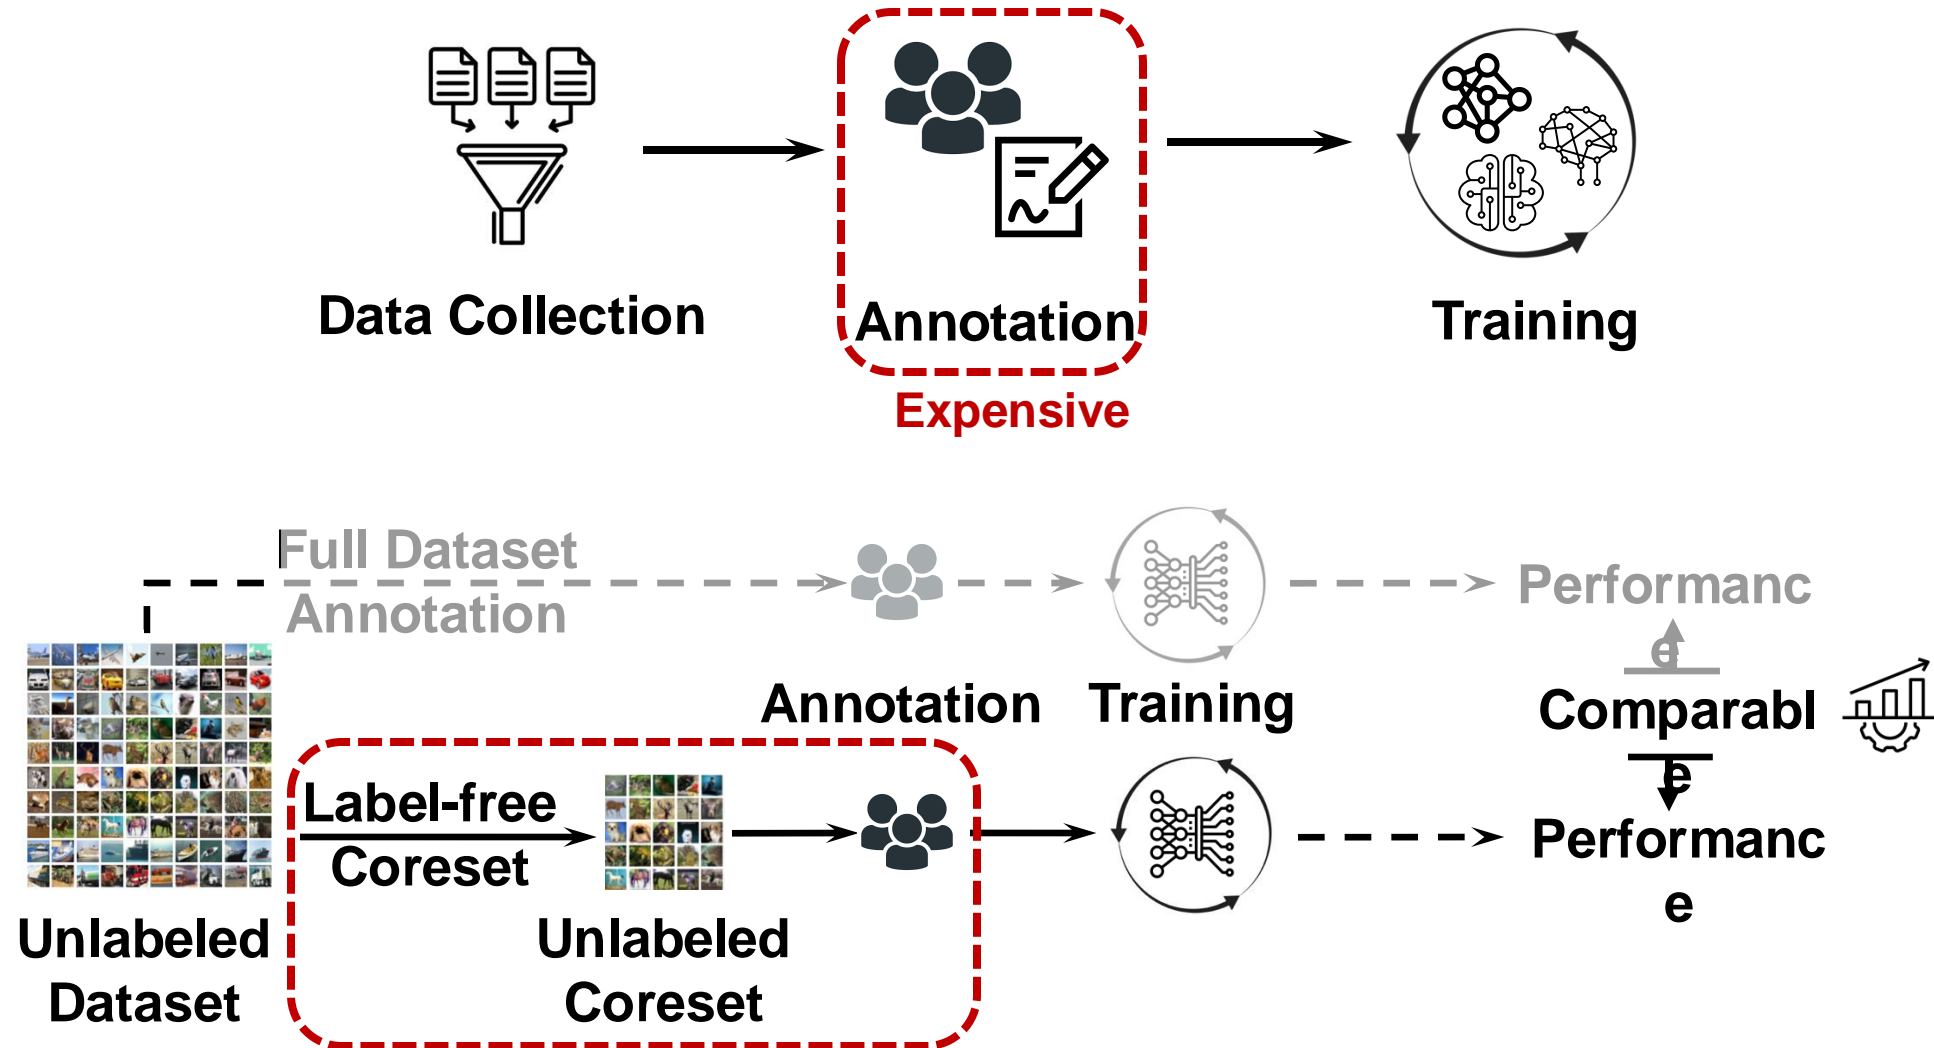 Data Collection
Annotation
Training
Expensive
Full Dataset
Annotation
Performanc
e
Annotation
Training
Comparabl
e
Label-free
Coreset
Performanc
e
Unlabeled
Dataset
Unlabeled
Coreset